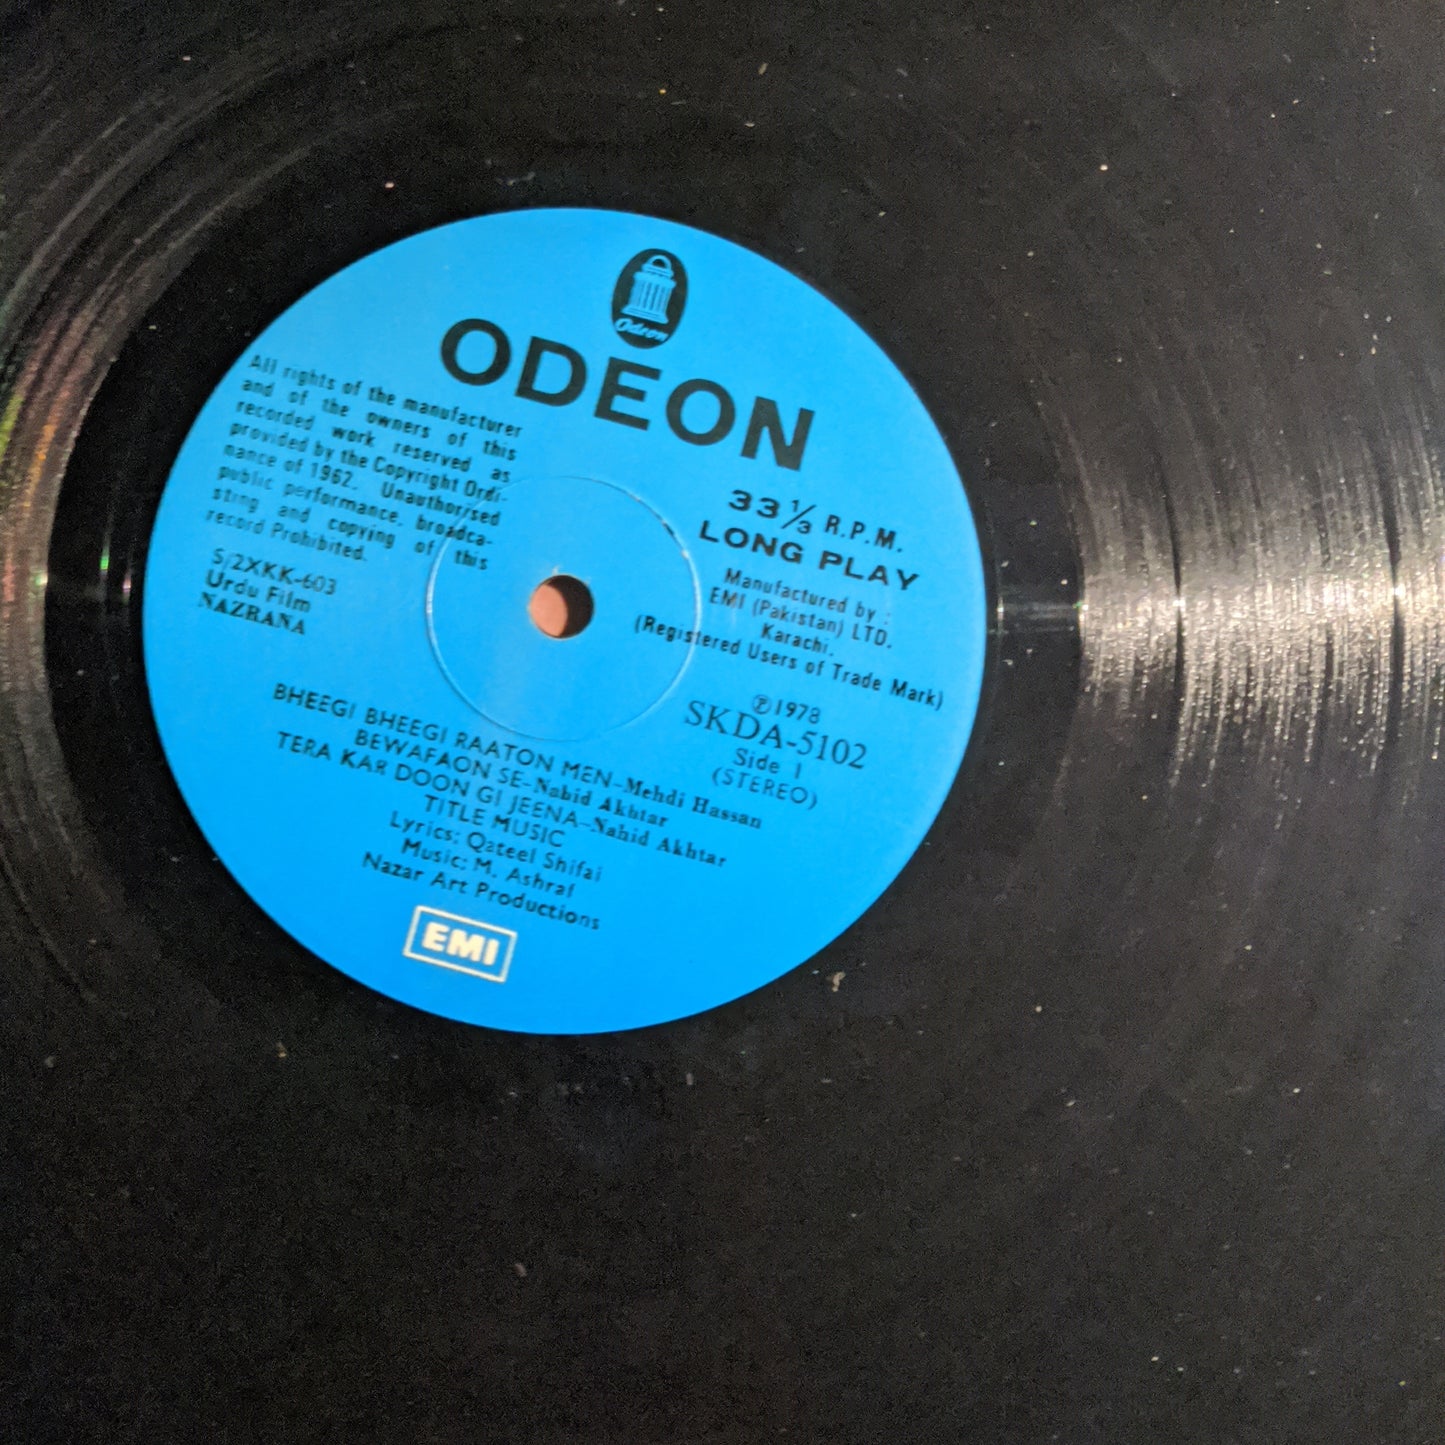 Odeon
ODEON
All rights of the manufacturer
and of the owners of this
recorded work reserved as
provided by the Copyright Ordi-
nance of 1962. Unauthorised
public performance, broadca-
sting and copying of this
record Prohibited.
S/2XKK-603
Urdu Film
NAZRANA
33 1/3 R.P.M.
LONG PLAY
Manufactured by :
EMI (Pakistan) LTD.
Karachi.
(Registered Users of Trade Mark)
℗ 1978
SKDA-5102
Side 1
(STEREO)
BHEEGI BHEEGI RAATON MEN–Mehdi Hassan
BEWAFAON SE–Nahid Akhtar
TERA KAR DOON GI JEENA–Nahid Akhtar
TITLE MUSIC
Lyrics: Qateel Shifai
Music: M. Ashraf
Nazar Art Productions
EMI